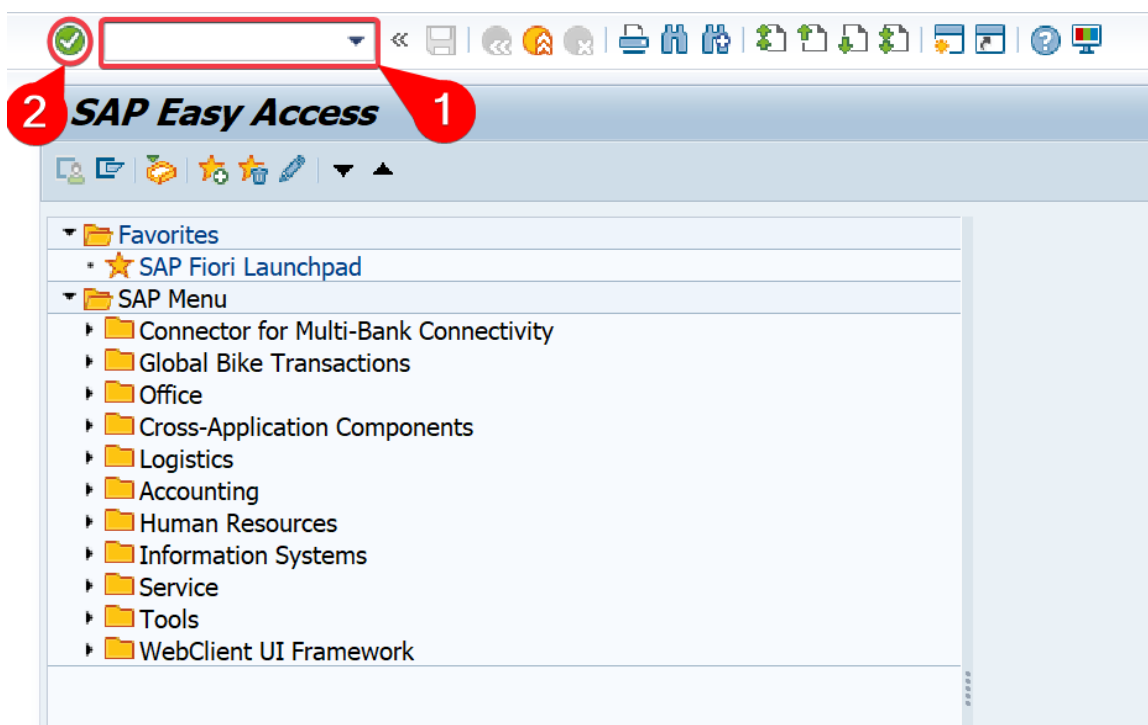 2 SAP Easy Access 1
Favorites
SAP Fiori Launchpad
SAP Menu
Connector for Multi-Bank Connectivity
Global Bike Transactions
Office
Cross-Application Components
Logistics
Accounting
Human Resources
Information Systems
Service
Tools
WebClient UI Framework